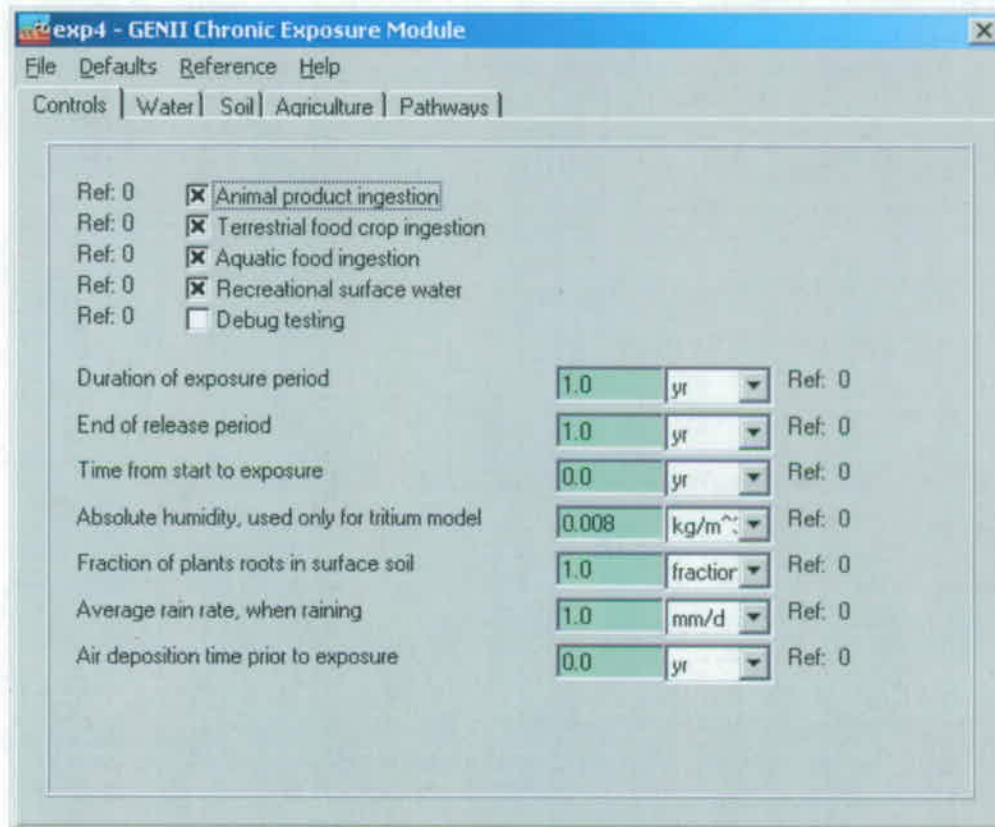 exp4 - GENII Chronic Exposure Module
File Defaults Reference Help
Controls Water Soil Agriculture Pathways
Ref: 0 Animal product ingestion
Ref: 0 Terrestrial food crop ingestion
Ref: 0 Aquatic food ingestion
Ref: 0 Recreational surface water
Ref: 0 Debug testing
Duration of exposure period 1.0 yr Ref: 0
End of release period 1.0 yr Ref: 0
Time from start to exposure 0.0 yr Ref: 0
Absolute humidity, used only for tritium model 0.008 kg/m^ Ref: 0
Fraction of plants roots in surface soil 1.0 fraction Ref: 0
Average rain rate, when raining 1.0 mm/d Ref: 0
Air deposition time prior to exposure 0.0 yr Ref: 0